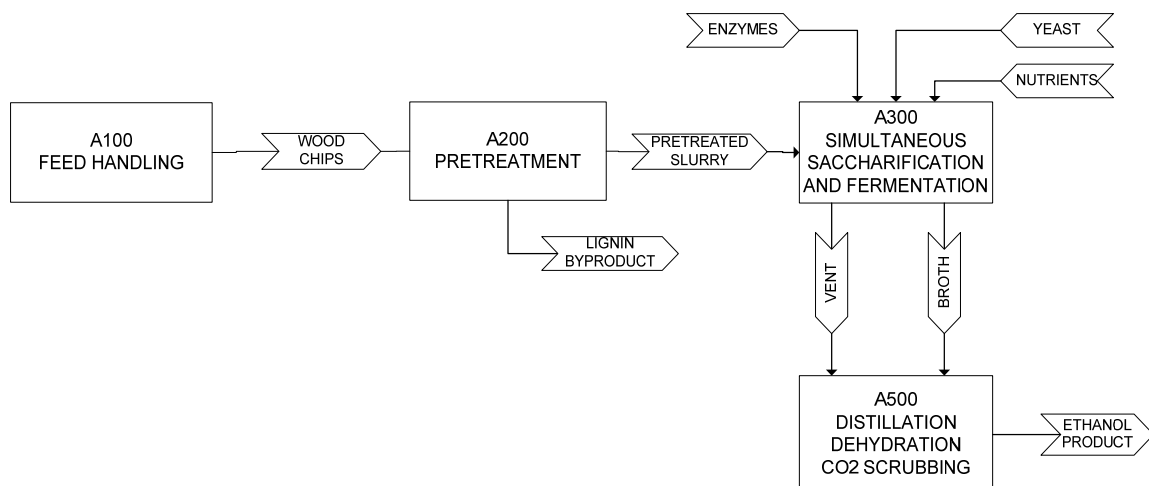 ENZYMES
YEAST
NUTRIENTS
A100
FEED HANDLING
WOOD
CHIPS
A200
PRETREATMENT
PRETREATED
SLURRY
A300
SIMULTANEOUS
SACCHARIFICATION
AND FERMENTATION
LIGNIN
BYPRODUCT
VENT
BROTH
A500
DISTILLATION
DEHYDRATION
CO2 SCRUBBING
ETHANOL
PRODUCT